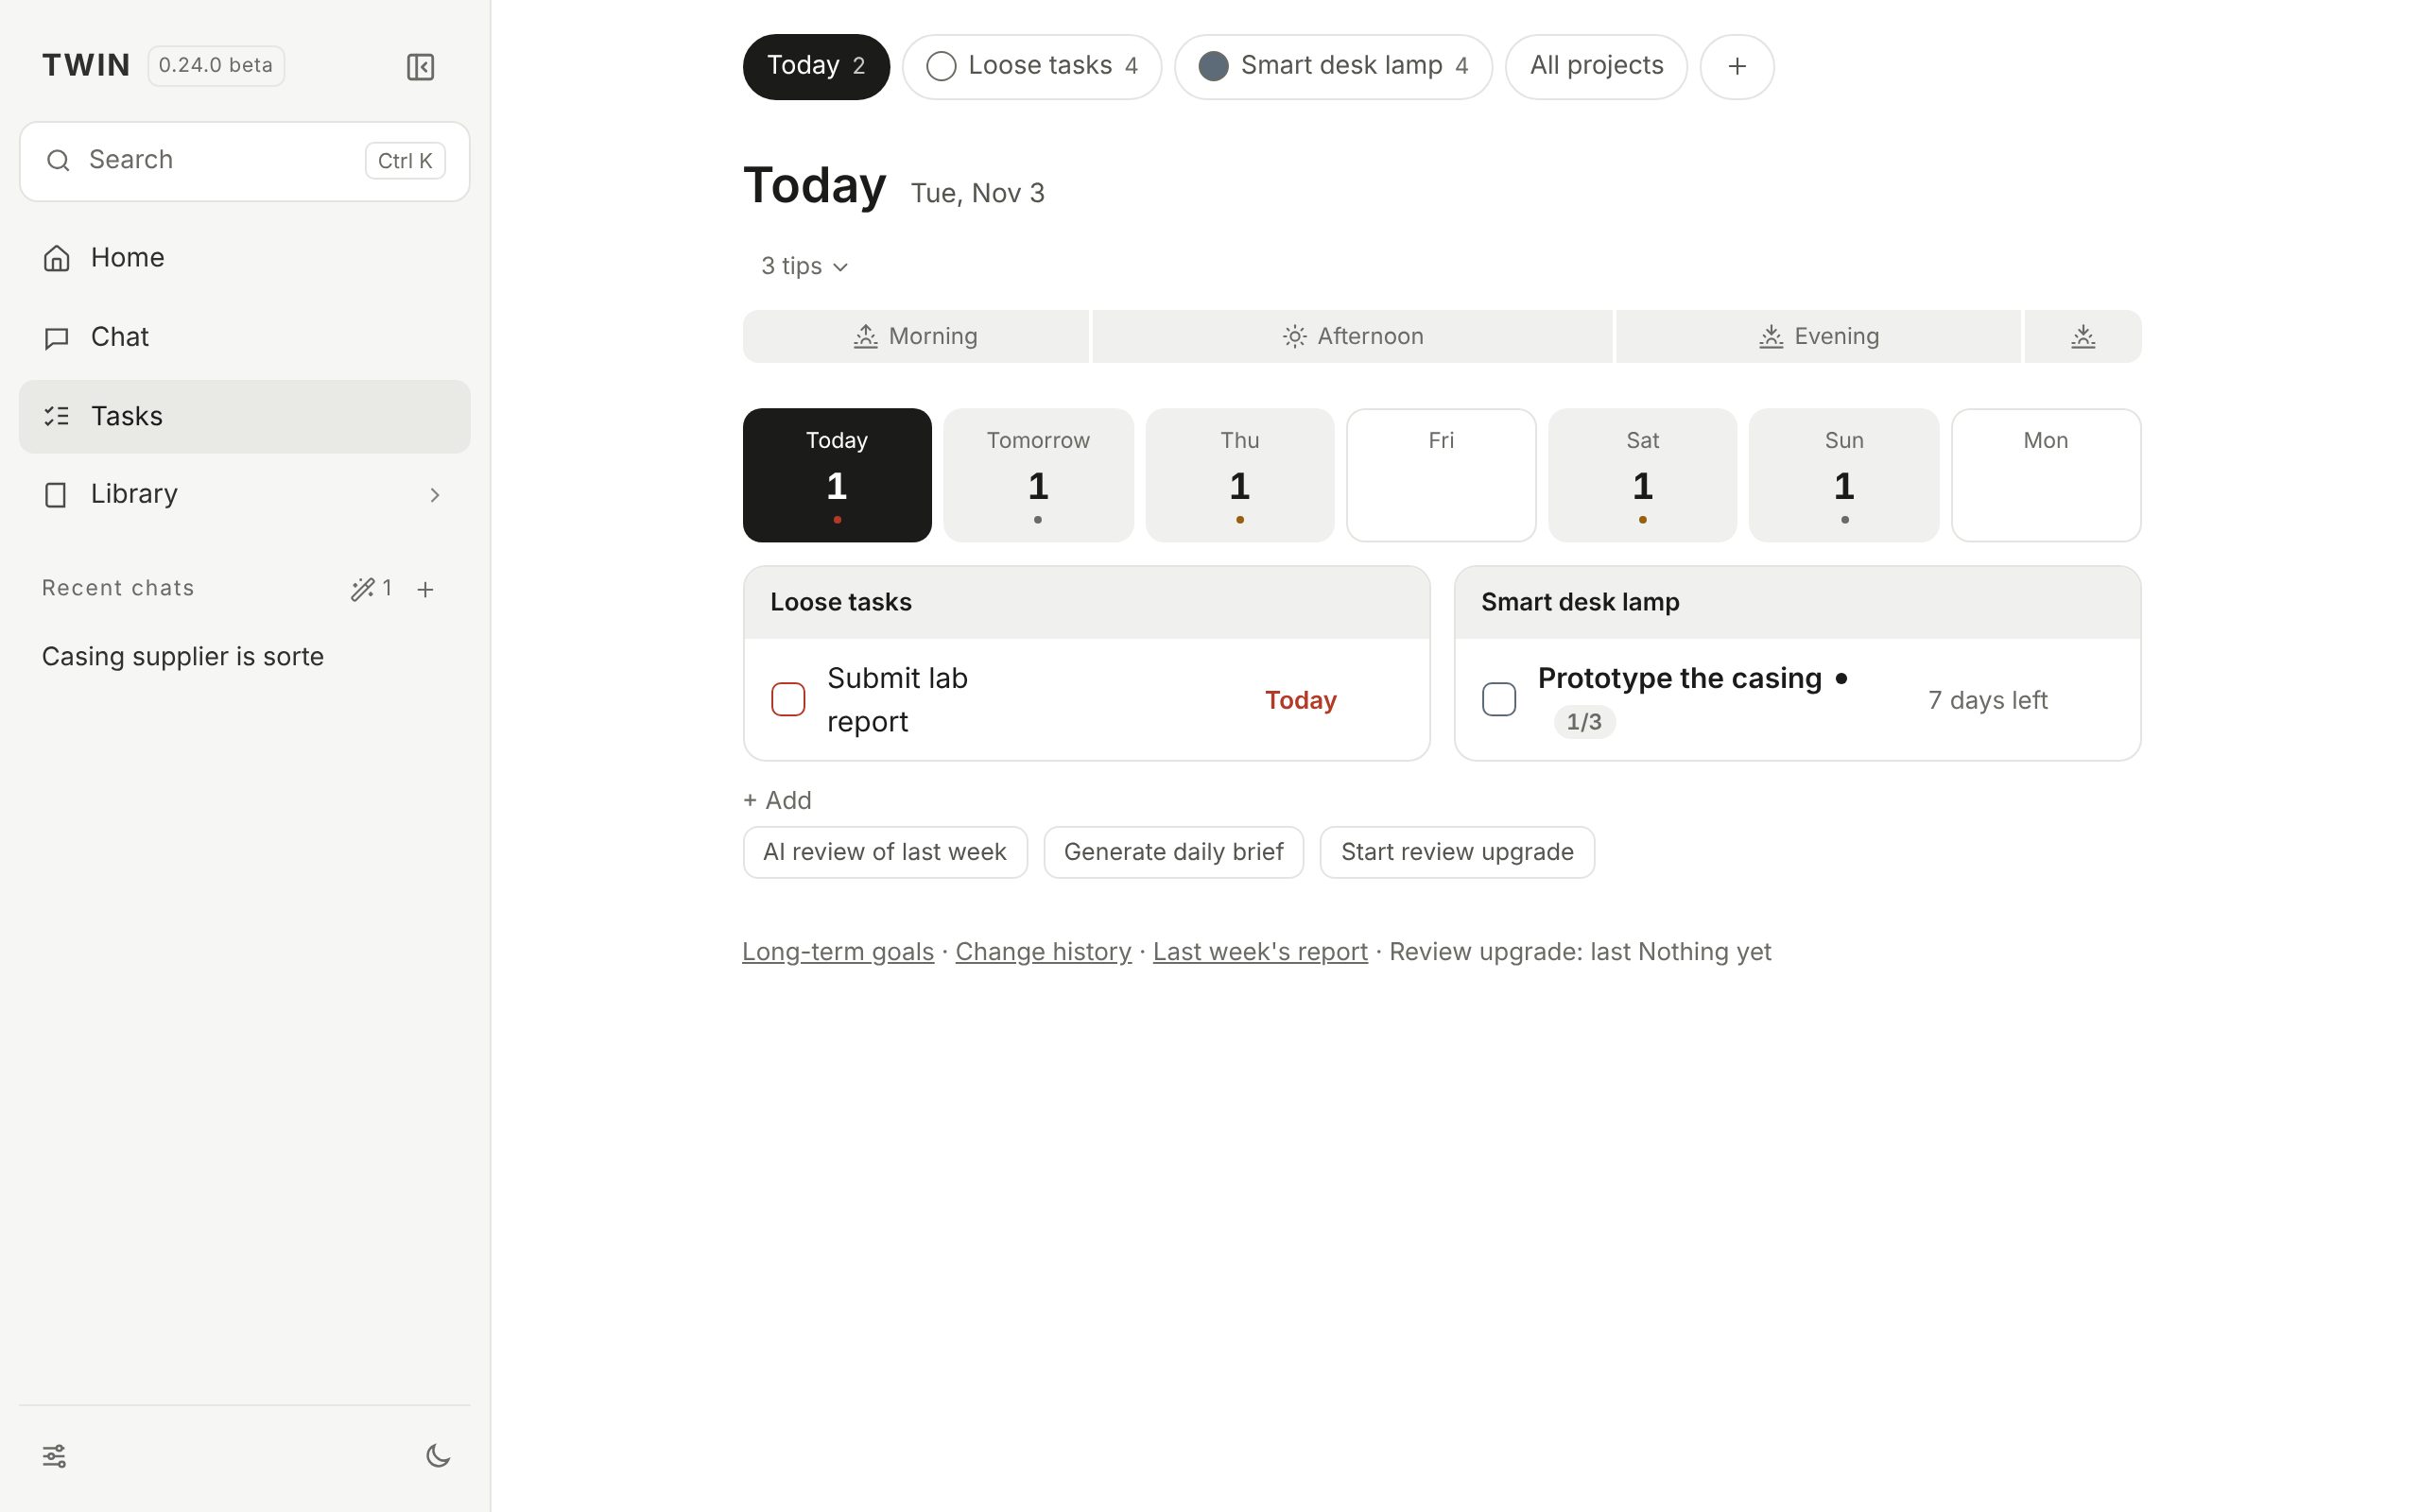 TWIN 0.24.0 beta
Search Ctrl K
Home
Chat
Tasks
Library
Recent chats 1 +
Casing supplier is sorte
Today 2 Loose tasks 4 Smart desk lamp 4 All projects +
Today Tue, Nov 3
3 tips
Morning Afternoon Evening
Today Tomorrow Thu Fri Sat Sun Mon
1 1 1 1 1
Loose tasks
Submit lab
report
Today
Smart desk lamp
Prototype the casing •
1/3
7 days left
+ Add
AI review of last week Generate daily brief Start review upgrade
Long-term goals · Change history · Last week's report · Review upgrade: last Nothing yet